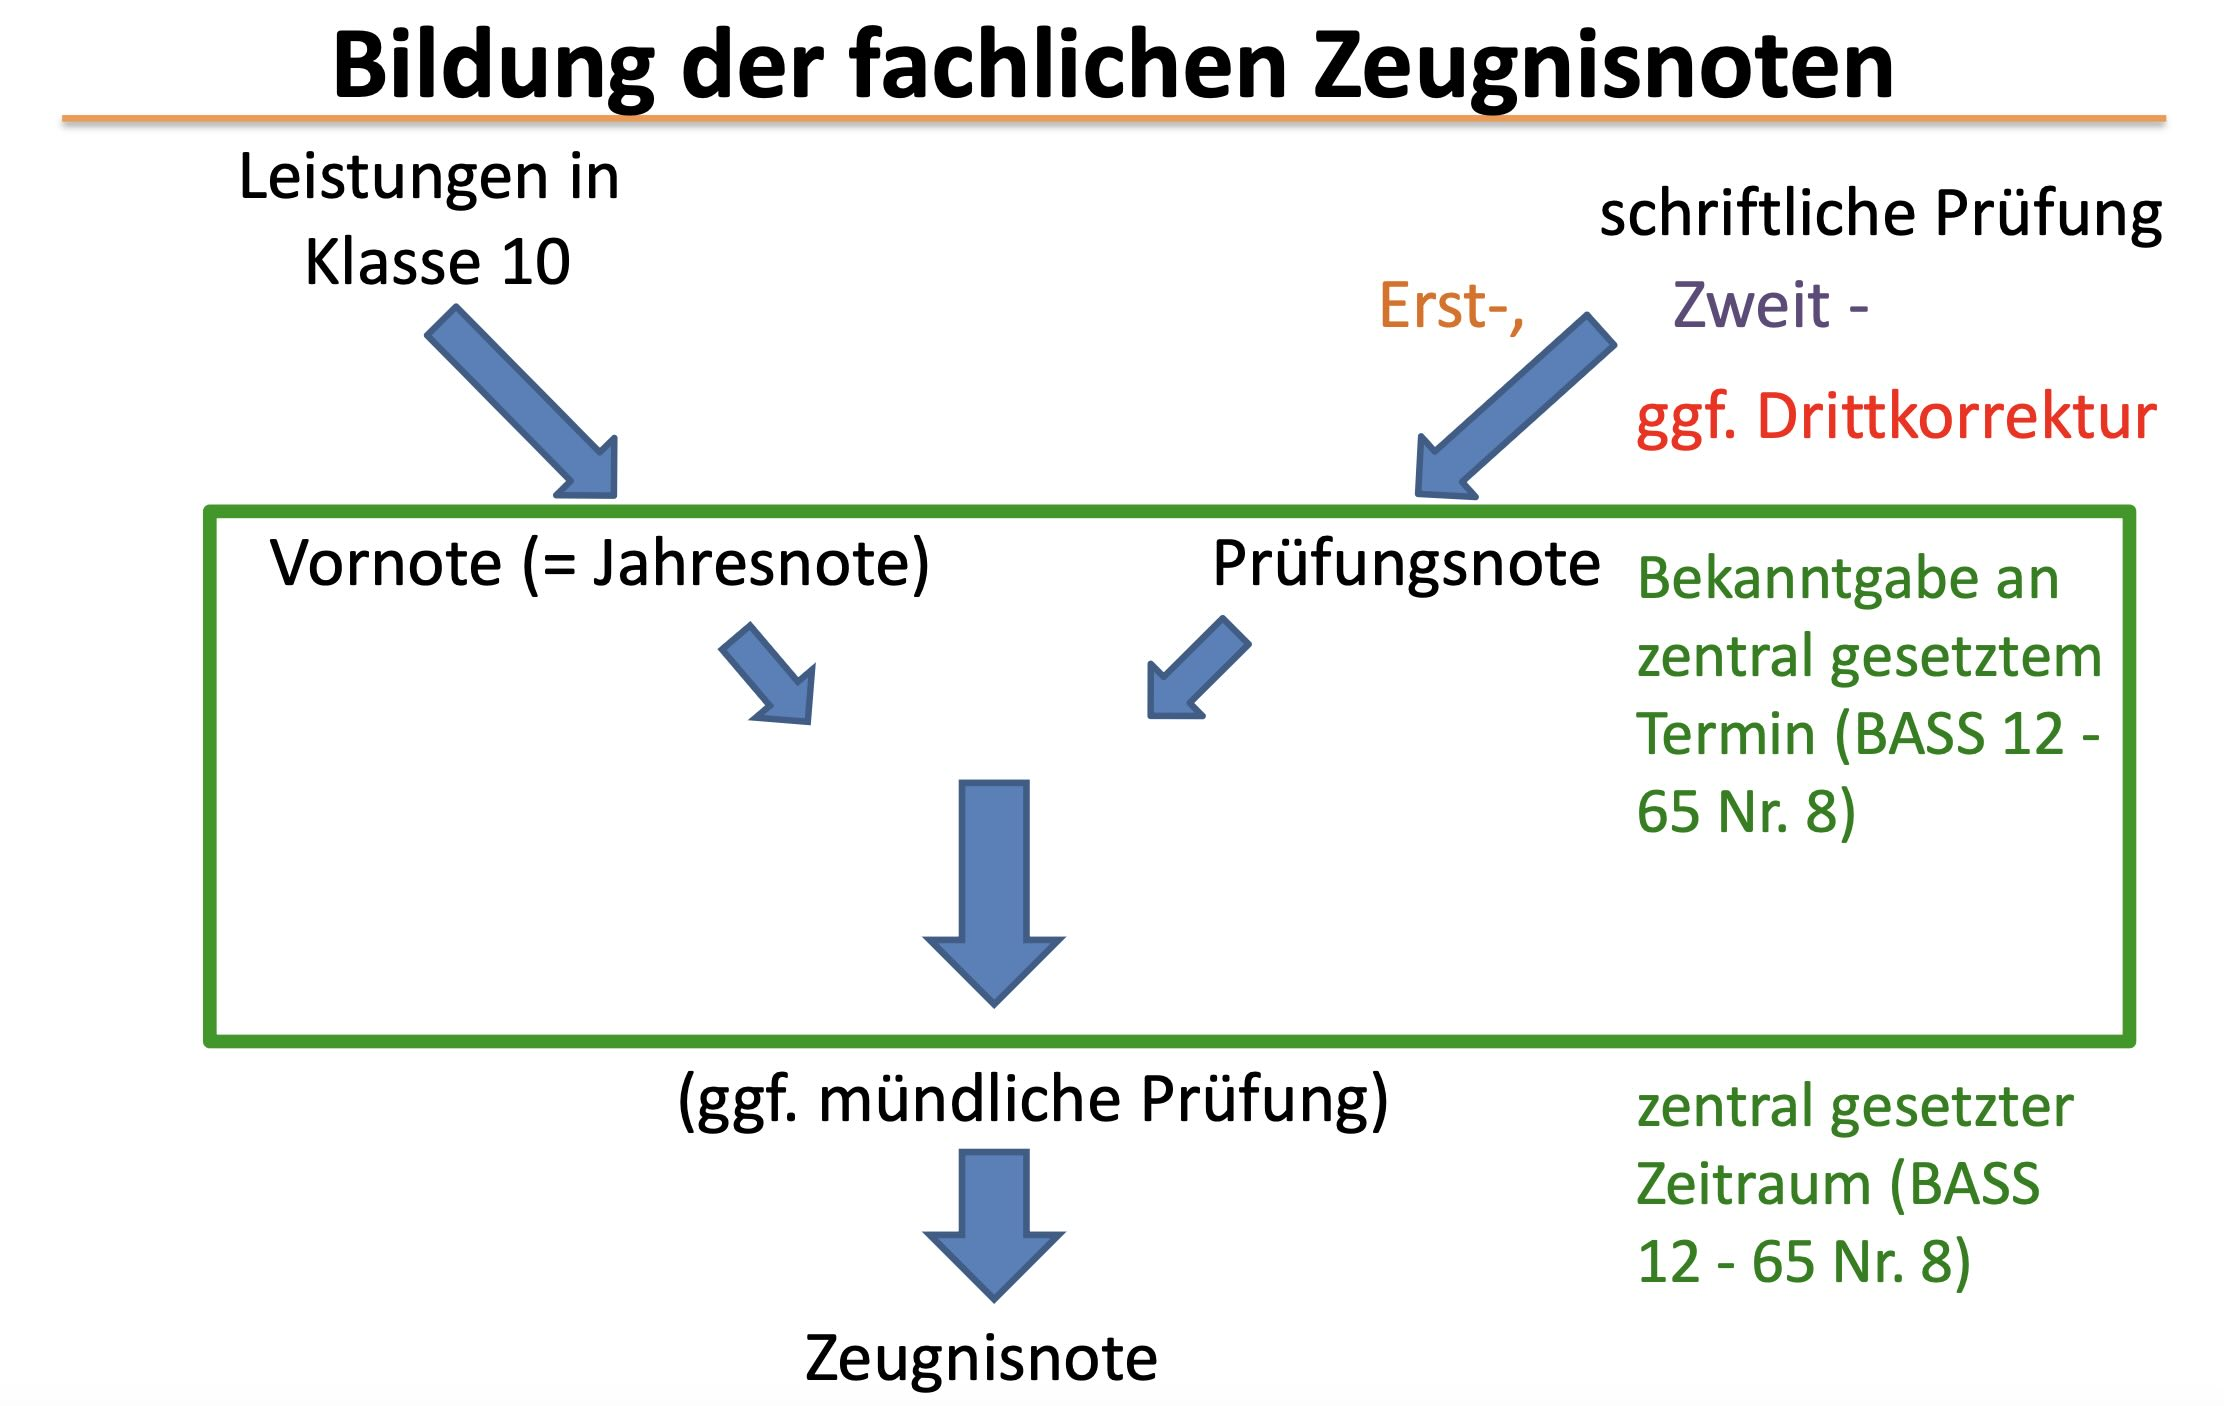 Bildung der fachlichen Zeugnisnoten
Leistungen in
Klasse 10
schriftliche Prüfung
Erst-,
Zweit -
ggf. Drittkorrektur
Vornote (= Jahresnote)
Prüfungsnote
Bekanntgabe an
zentral gesetztem
Termin (BASS 12 -
65 Nr. 8)
(ggf. mündliche Prüfung)
zentral gesetzter
Zeitraum (BASS
12 - 65 Nr. 8)
Zeugnisnote